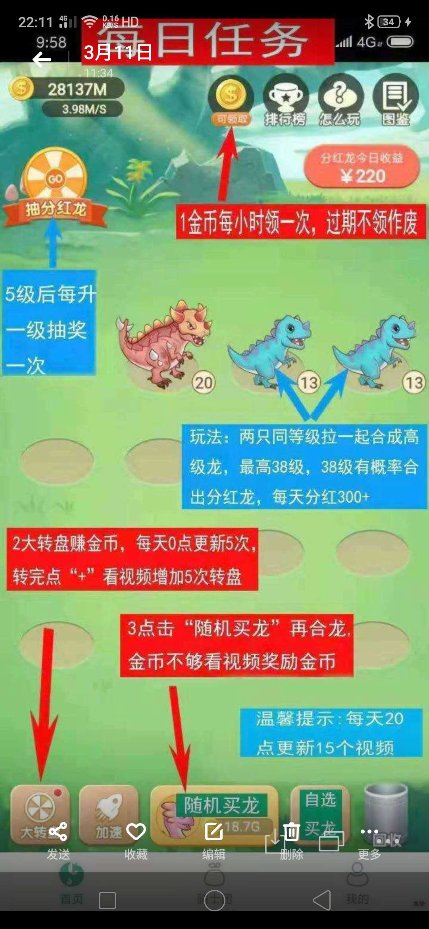 22:11 4G 0.16 KB/S HD 34
9:58
3月11日
每日任务
4G
11:34
28137M
3.98M/S
可领取
排行榜
怎么玩
图鉴
GO
抽分红龙
分红龙今日收益
￥220
1金币每小时领一次，过期不领作废
5级后每升
一级抽奖
一次
20
13
13
玩法：两只同等级拉一起合成高
级龙，最高38级，38级有概率合
出分红龙，每天分红300+
2大转盘赚金币，每天0点更新5次，
转完点“+”看视频增加5次转盘
3点击“随机买龙”再合龙，
金币不够看视频奖励金币
温馨提示:每天20
点更新15个视频
大转
加速
随机买龙
18.7G
自选
买龙
回收
发送
收藏
编辑
删除
更多
首页
我的